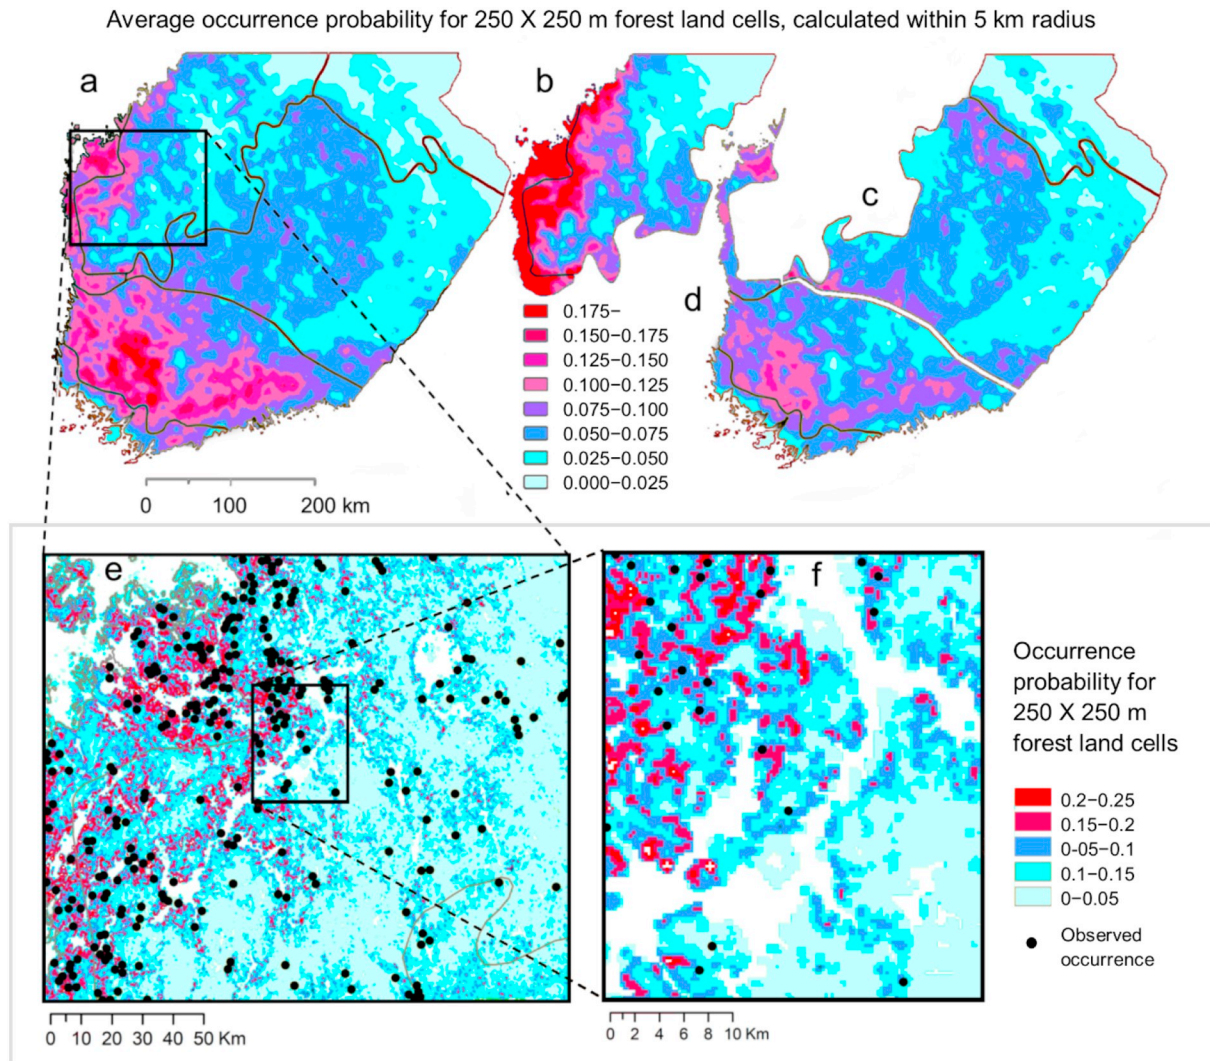 Average occurrence probability for 250 X 250 m forest land cells, calculated within 5 km radius
a
b
c
d
0.175–
0.150–0.175
0.125–0.150
0.100–0.125
0.075–0.100
0.050–0.075
0.025–0.050
0.000–0.025
0 100 200 km
e
f
Occurrence
probability for
250 X 250 m
forest land cells
0.2–0.25
0.15–0.2
0-05–0.1
0.1–0.15
0–0.05
Observed
occurrence
0 10 20 30 40 50 Km
0 2 4 6 8 10